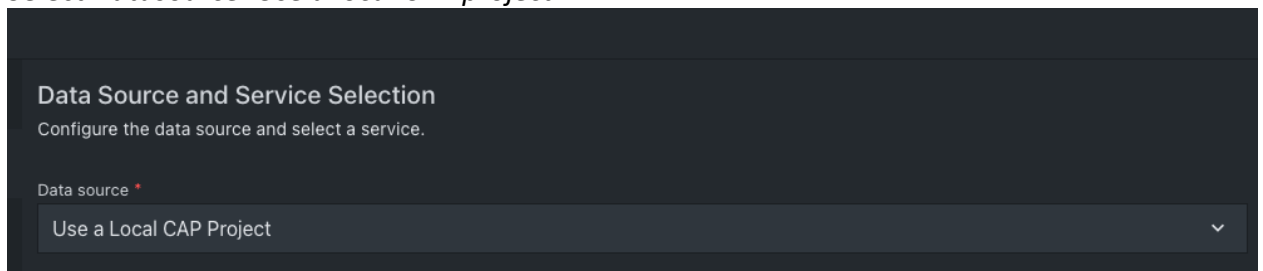 Data Source and Service Selection
Configure the data source and select a service.
Data source *
Use a Local CAP Project